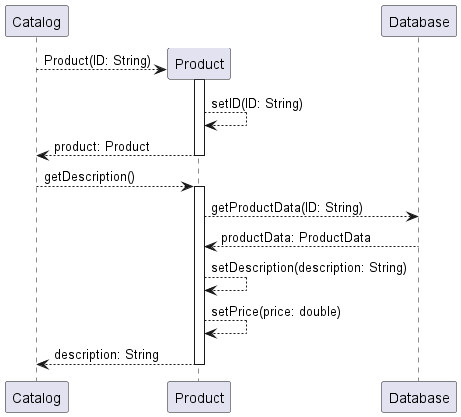 Catalog
Database
Product(ID: String)
Product
setID(ID: String)
product: Product
getDescription()
getProductData(ID: String)
productData: ProductData
setDescription(description: String)
setPrice(price: double)
description: String
Catalog
Product
Database